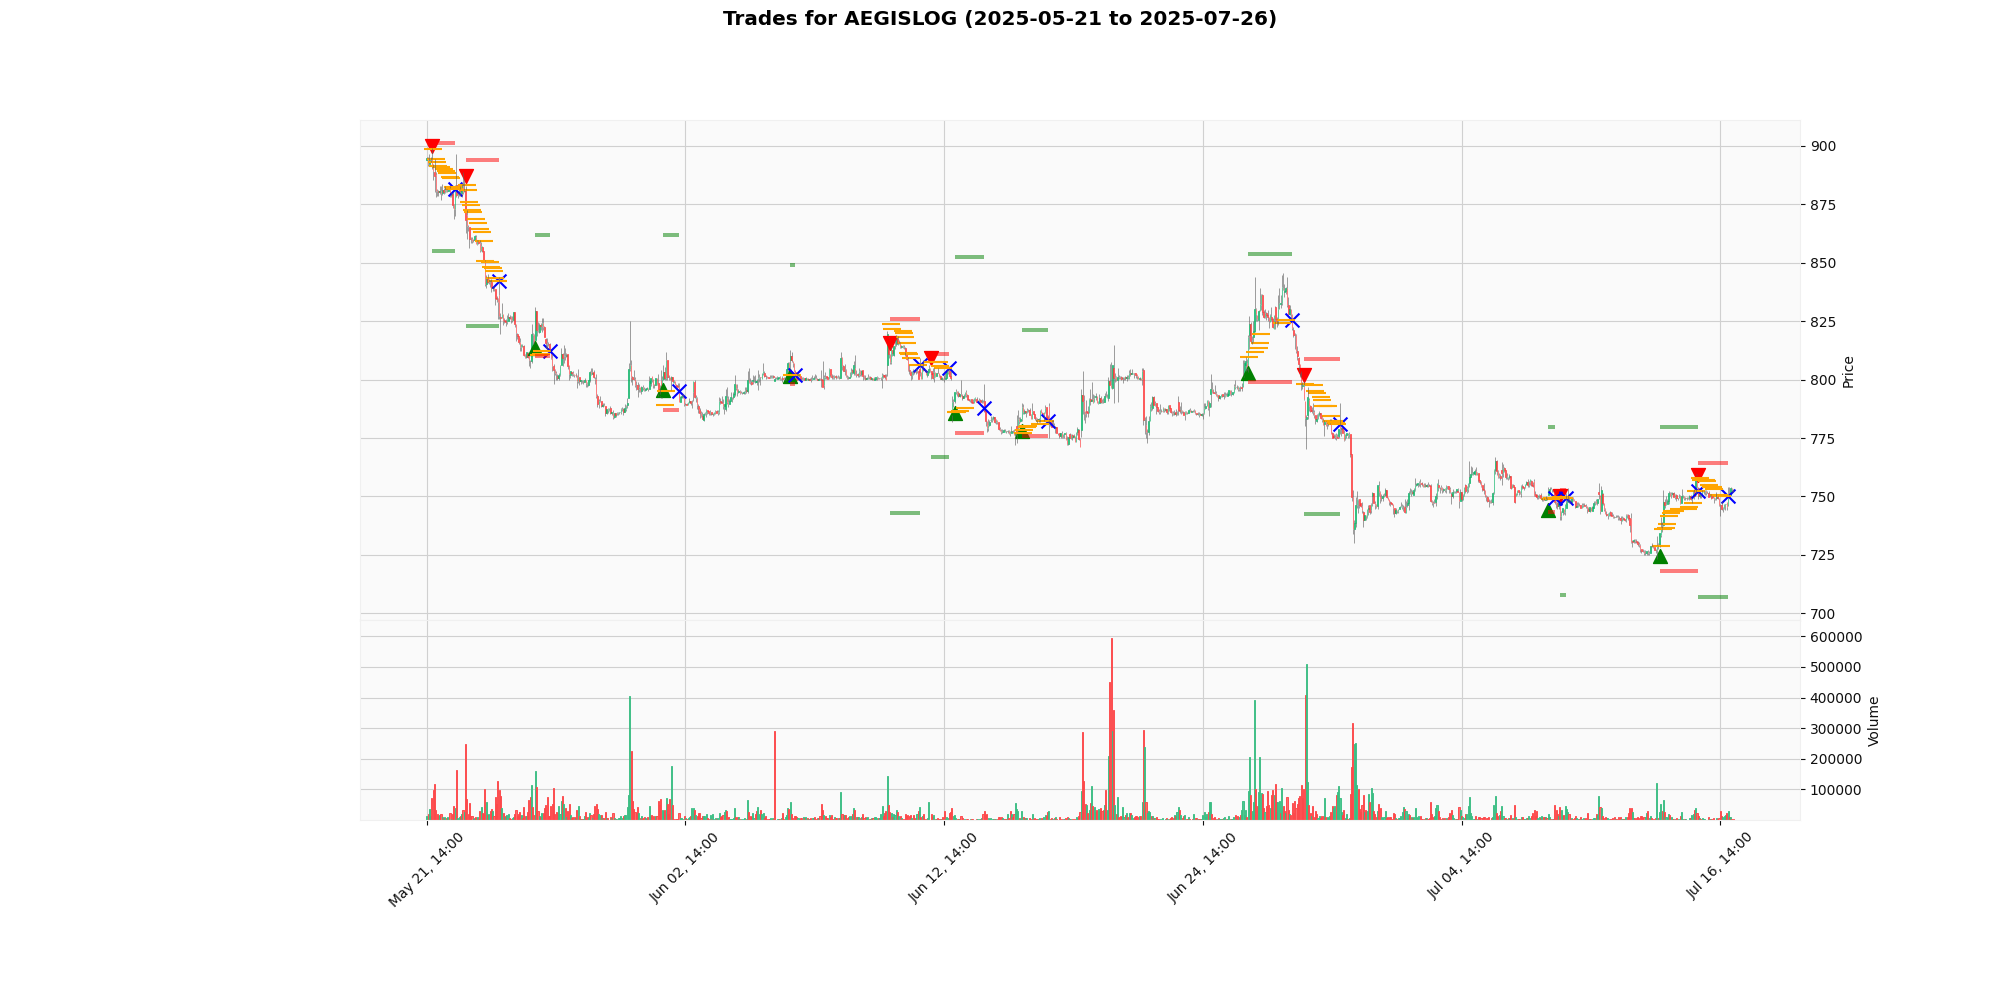 Trades for AEGISLOG (2025-05-21 to 2025-07-26)
900
875
850
825
800
775
750
725
700
Price
600000
500000
400000
300000
200000
100000
Volume
May 21, 14:00
Jun 02, 14:00
Jun 12, 14:00
Jun 24, 14:00
Jul 04, 14:00
Jul 16, 14:00